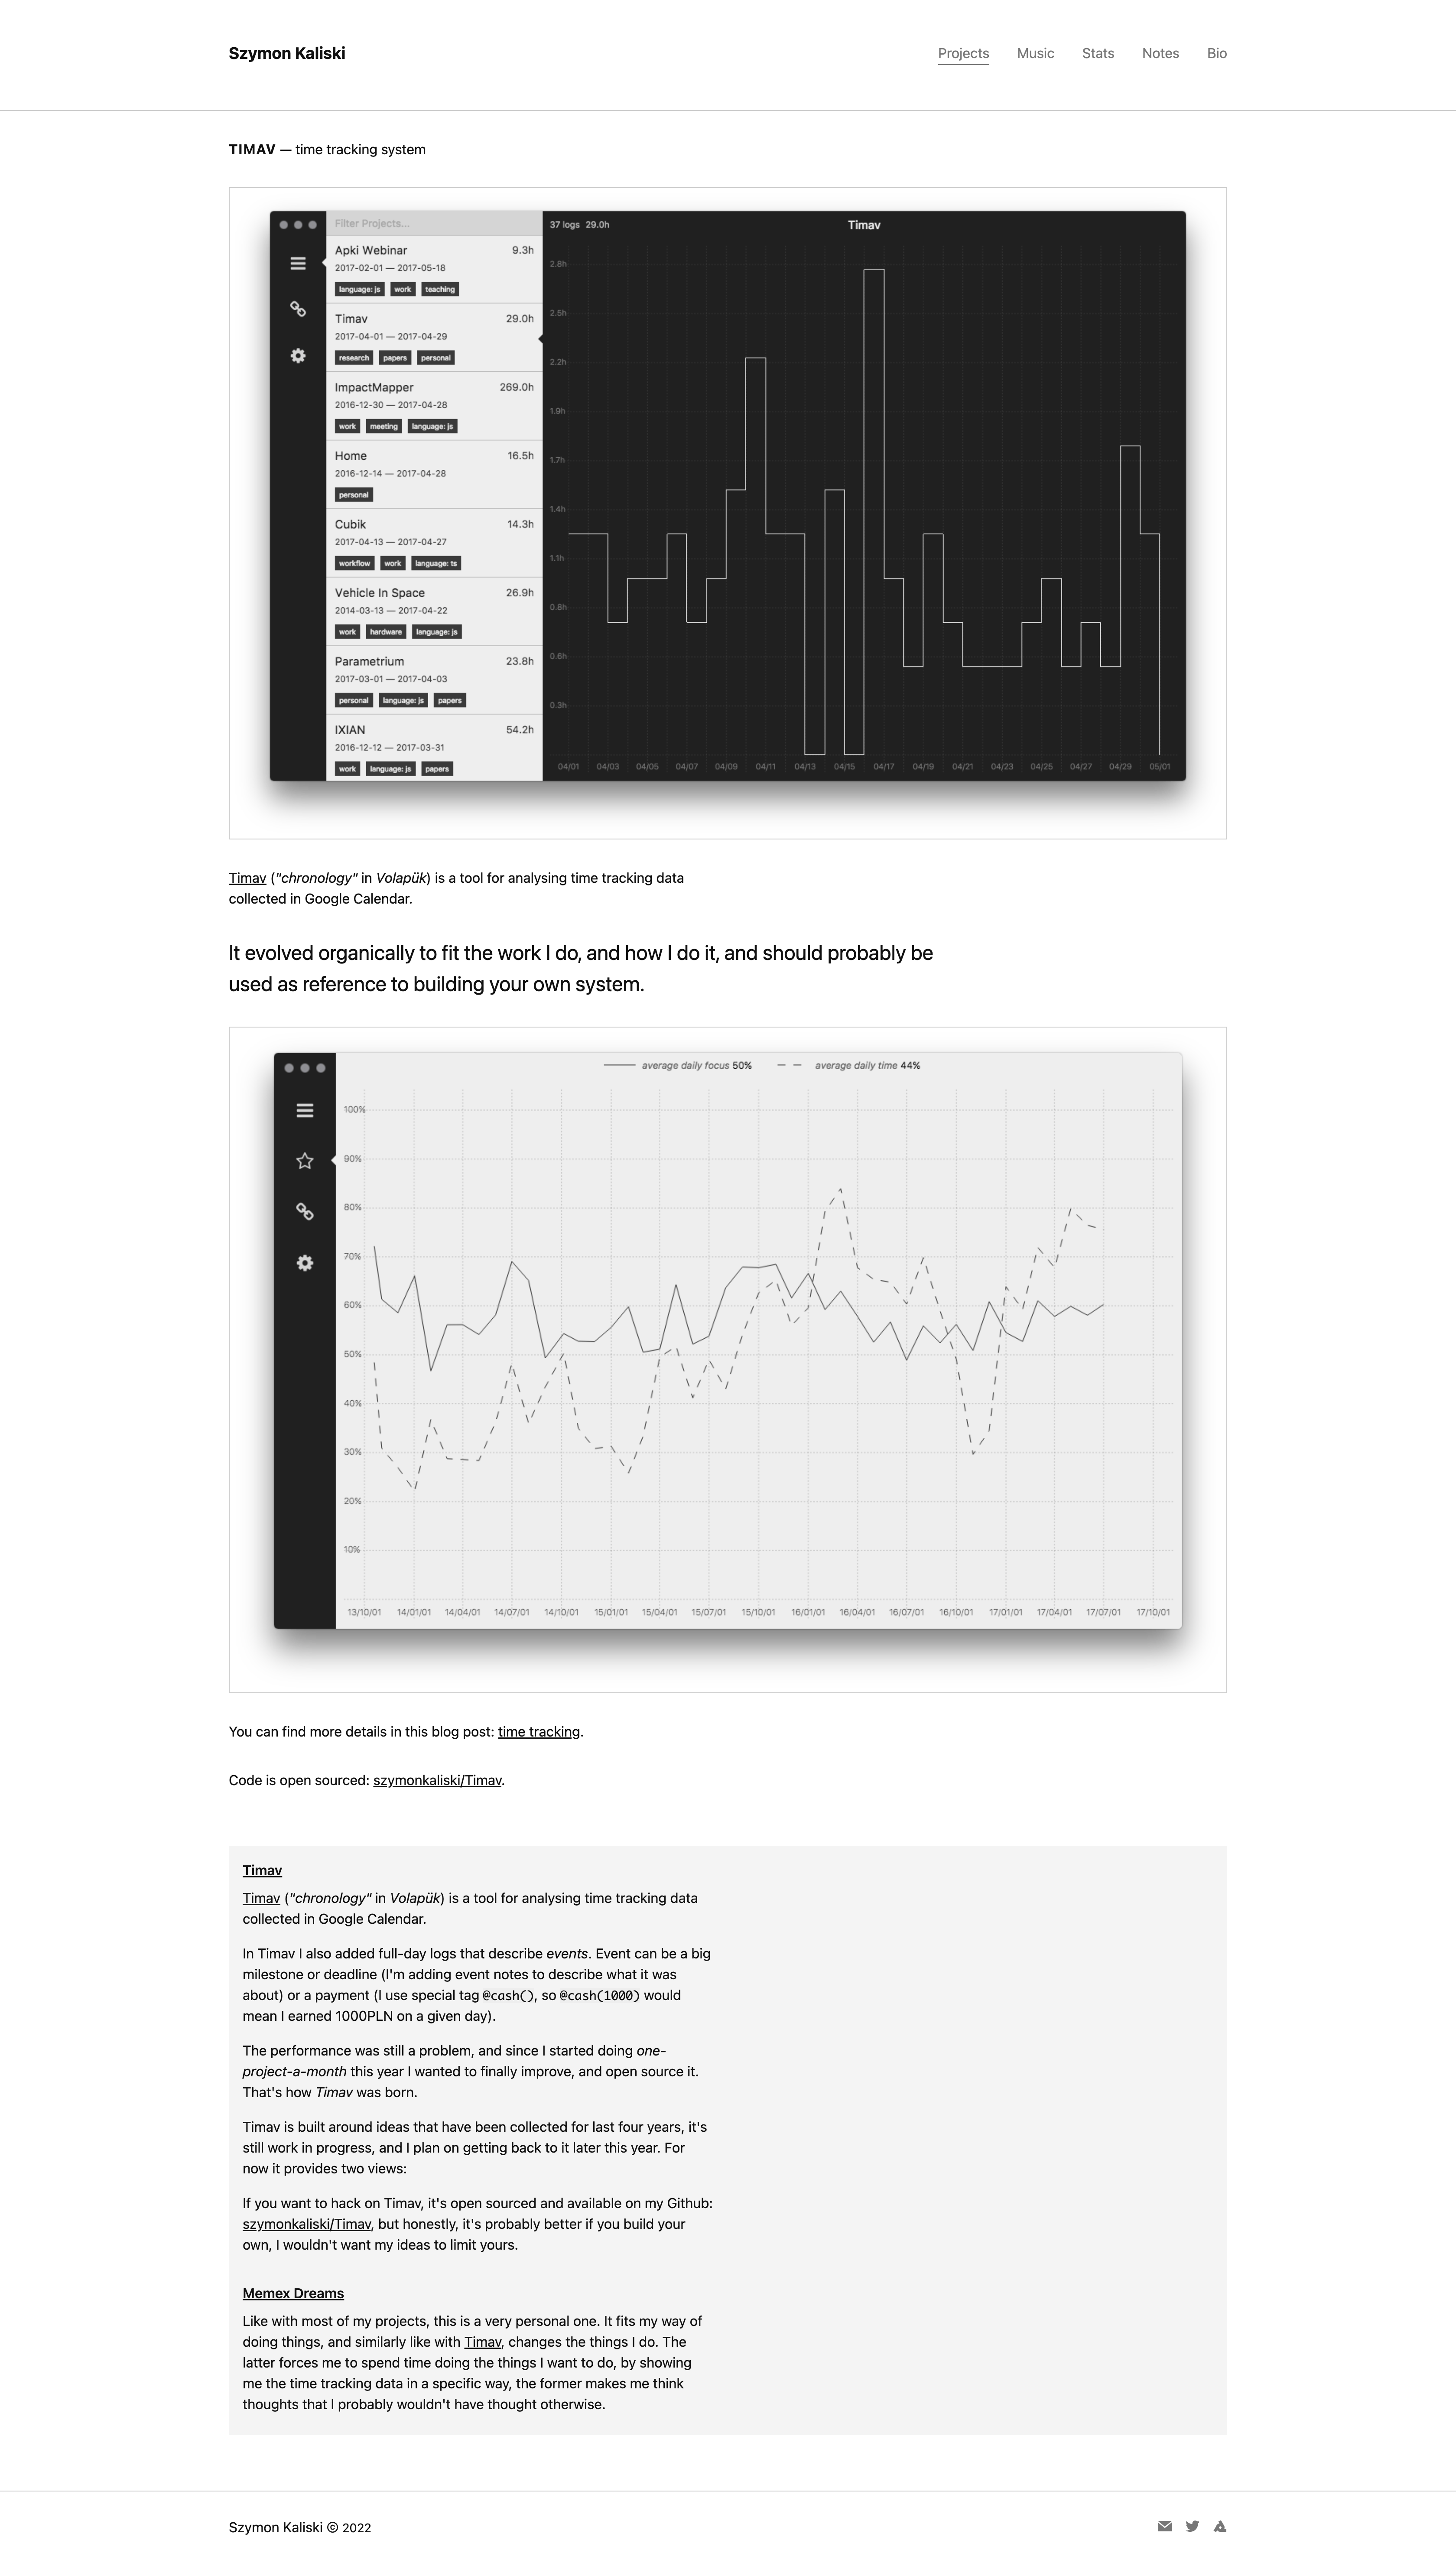 Szymon Kaliski
Projects Music Stats Notes Bio
TIMAV — time tracking system
Filter Projects...
Apki Webinar 9.3h
2017-02-01 — 2017-05-18
language: js work teaching
Timav 29.0h
2017-04-01 — 2017-04-29
research papers personal
ImpactMapper 269.0h
2016-12-30 — 2017-04-28
work meeting language: js
Home 16.5h
2016-12-14 — 2017-04-28
personal
Cubik 14.3h
2017-04-13 — 2017-04-27
workflow work language: ts
Vehicle In Space 26.9h
2014-03-13 — 2017-04-22
work hardware language: js
Parametrium 23.8h
2017-03-01 — 2017-04-03
personal language: js papers
IXIAN 54.2h
2016-12-12 — 2017-03-31
work language: js papers
37 logs 29.0h
Timav
2.8h
2.5h
2.2h
1.9h
1.7h
1.4h
1.1h
0.8h
0.6h
0.3h
04/01 04/03 04/05 04/07 04/09 04/11 04/13 04/15 04/17 04/19 04/21 04/23 04/25 04/27 04/29 05/01
Timav ("chronology" in Volapük) is a tool for analysing time tracking data
collected in Google Calendar.
It evolved organically to fit the work I do, and how I do it, and should probably be
used as reference to building your own system.
average daily focus 50% average daily time 44%
100%
90%
80%
70%
60%
50%
40%
30%
20%
10%
13/10/01 14/01/01 14/04/01 14/07/01 14/10/01 15/01/01 15/04/01 15/07/01 15/10/01 16/01/01 16/04/01 16/07/01 16/10/01 17/01/01 17/04/01 17/07/01 17/10/01
You can find more details in this blog post: time tracking.
Code is open sourced: szymonkaliski/Timav.
Timav
Timav ("chronology" in Volapük) is a tool for analysing time tracking data
collected in Google Calendar.
In Timav I also added full-day logs that describe events. Event can be a big
milestone or deadline (I'm adding event notes to describe what it was
about) or a payment (I use special tag @cash(), so @cash(1000) would
mean I earned 1000PLN on a given day).
The performance was still a problem, and since I started doing one-
project-a-month this year I wanted to finally improve, and open source it.
That's how Timav was born.
Timav is built around ideas that have been collected for last four years, it's
still work in progress, and I plan on getting back to it later this year. For
now it provides two views:
If you want to hack on Timav, it's open sourced and available on my Github:
szymonkaliski/Timav, but honestly, it's probably better if you build your
own, I wouldn't want my ideas to limit yours.
Memex Dreams
Like with most of my projects, this is a very personal one. It fits my way of
doing things, and similarly like with Timav, changes the things I do. The
latter forces me to spend time doing the things I want to do, by showing
me the time tracking data in a specific way, the former makes me think
thoughts that I probably wouldn't have thought otherwise.
Szymon Kaliski © 2022